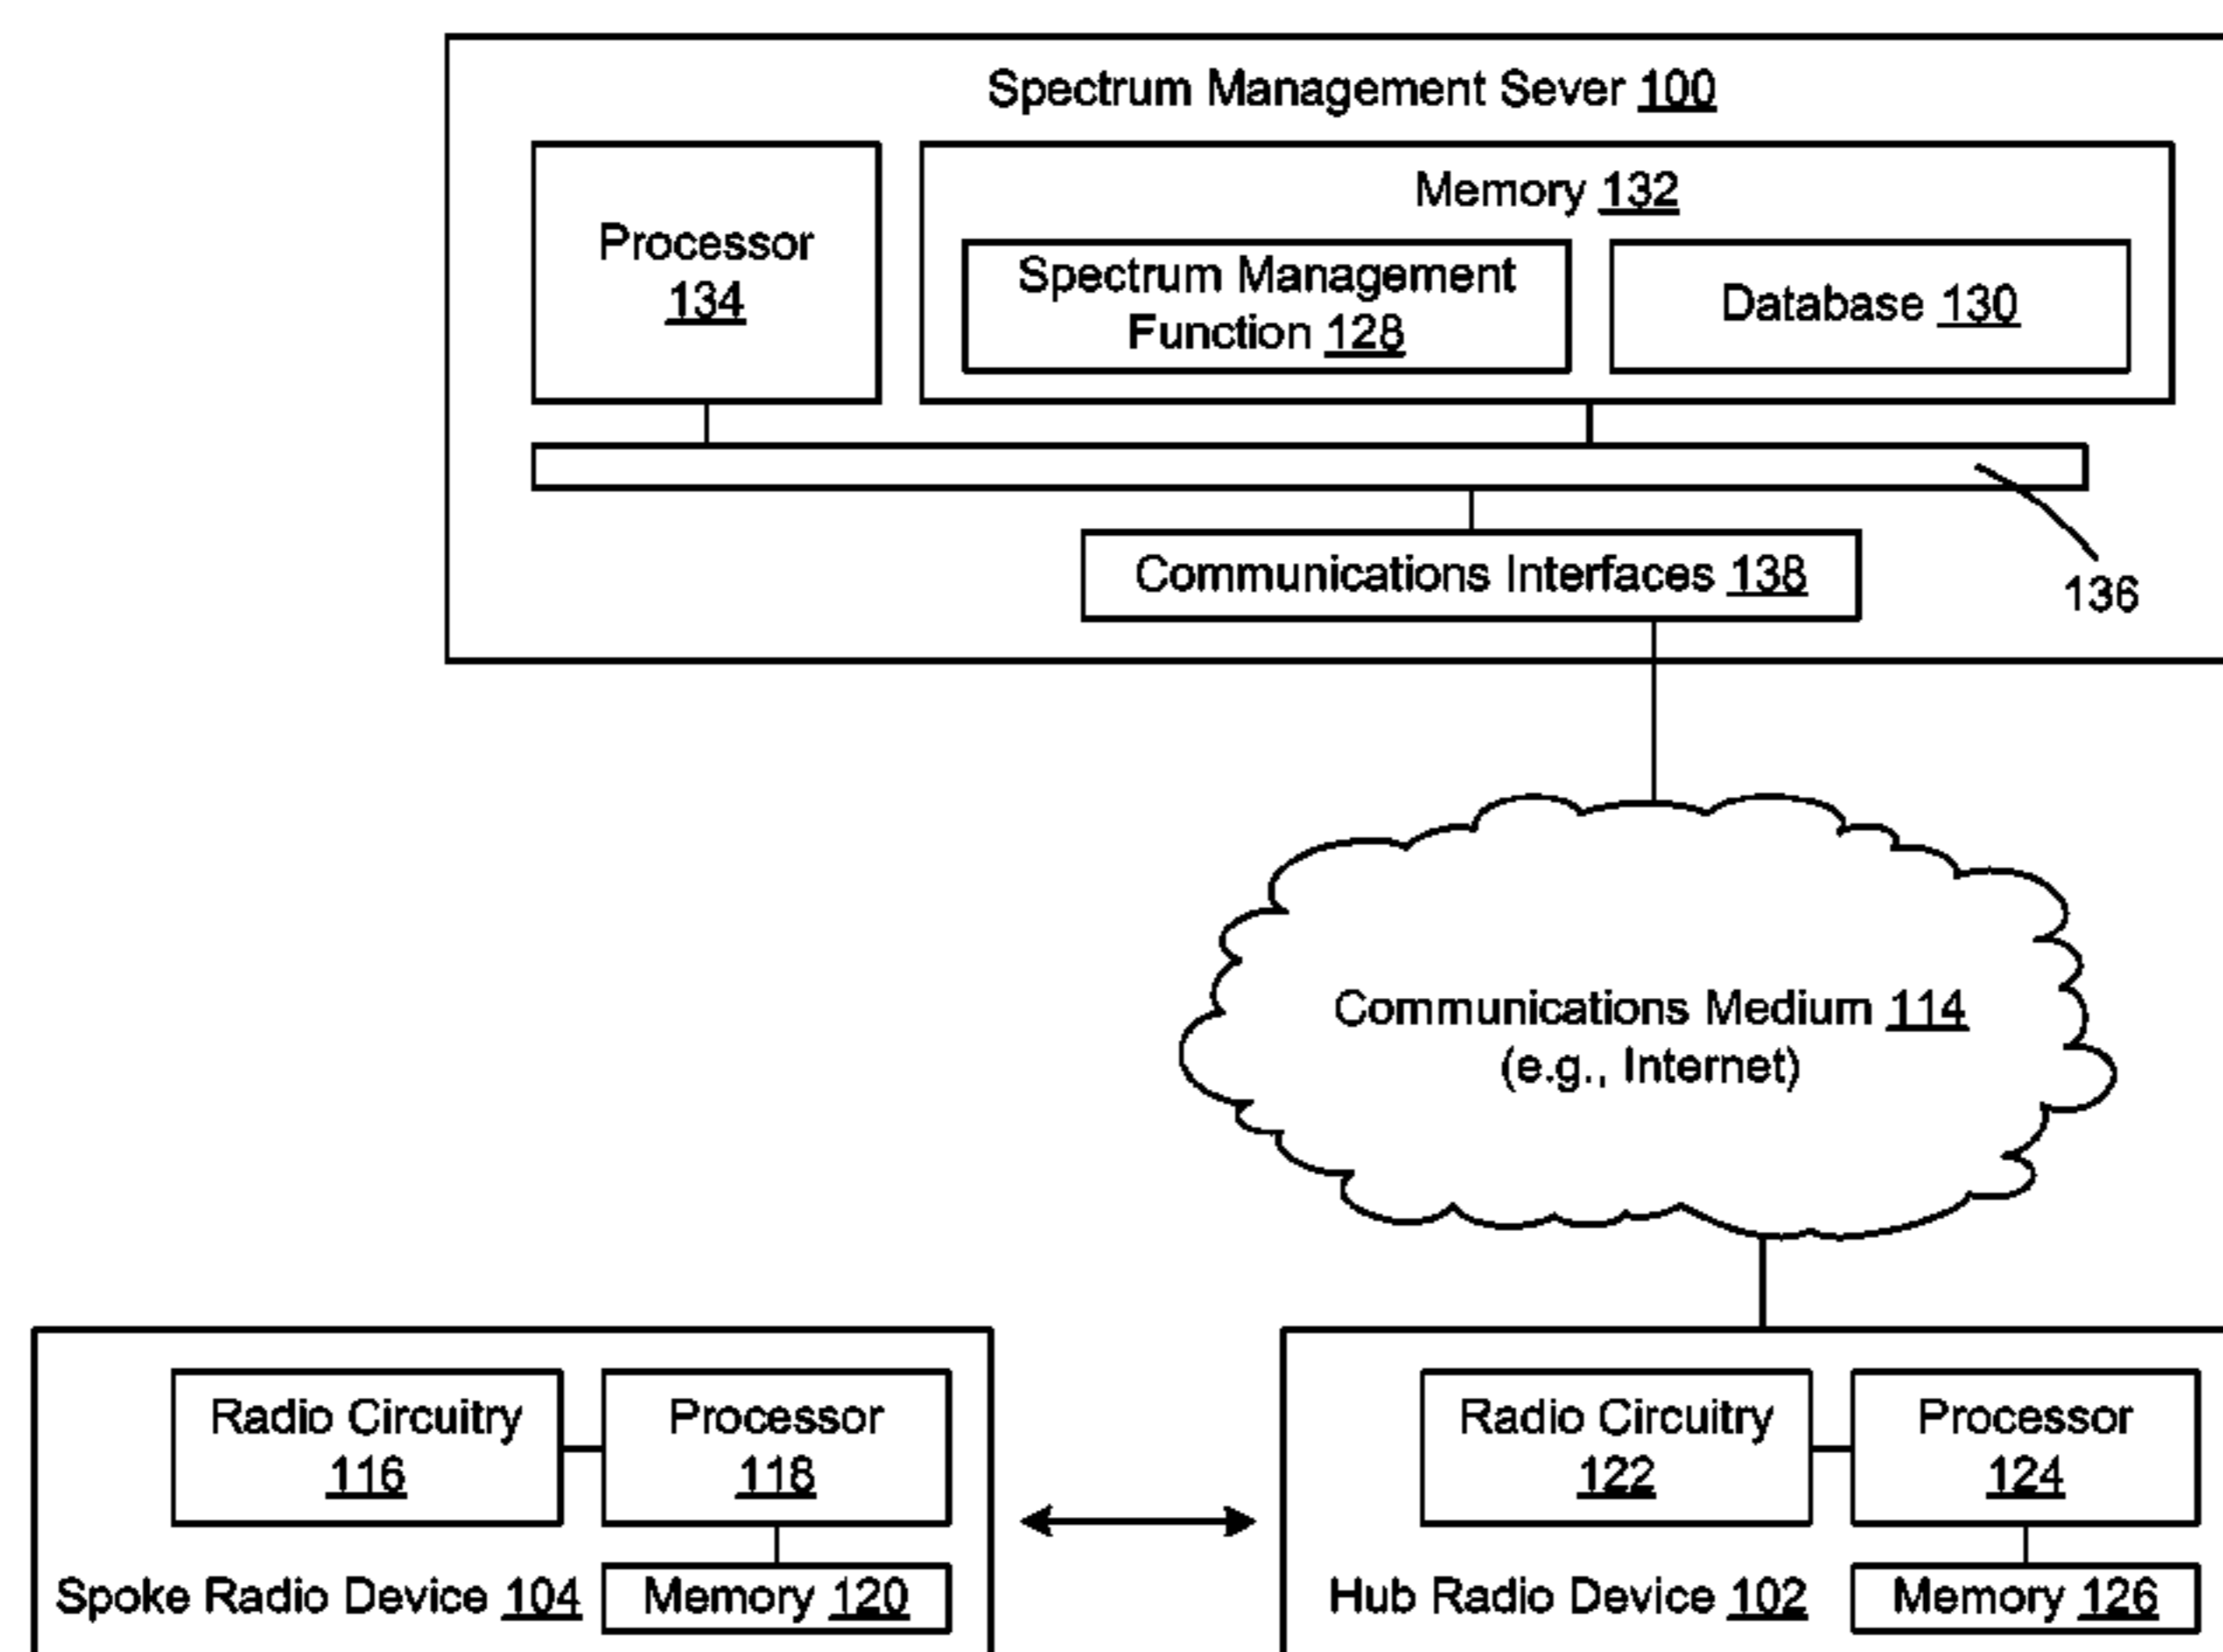 Spectrum Management Sever 100
Processor
134
Memory 132
Spectrum Management
Function 128
Database 130
Communications Interfaces 138
136
Communications Medium 114
(e.g., Internet)
Radio Circuitry
116
Processor
118
Spoke Radio Device 104
Memory 120
Radio Circuitry
122
Processor
124
Hub Radio Device 102
Memory 126